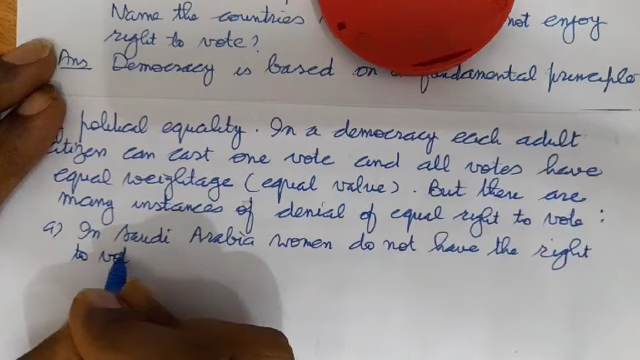 Name the countries not enjoy
right to vote?
Ans Democracy is based on a fundamental principle
political equality. In a democracy each adult
citizen can cast one vote and all votes have
equal weightage (equal value). But there are
many instances of denial of equal right to vote:
a) In Saudi Arabia women do not have the right
to vot